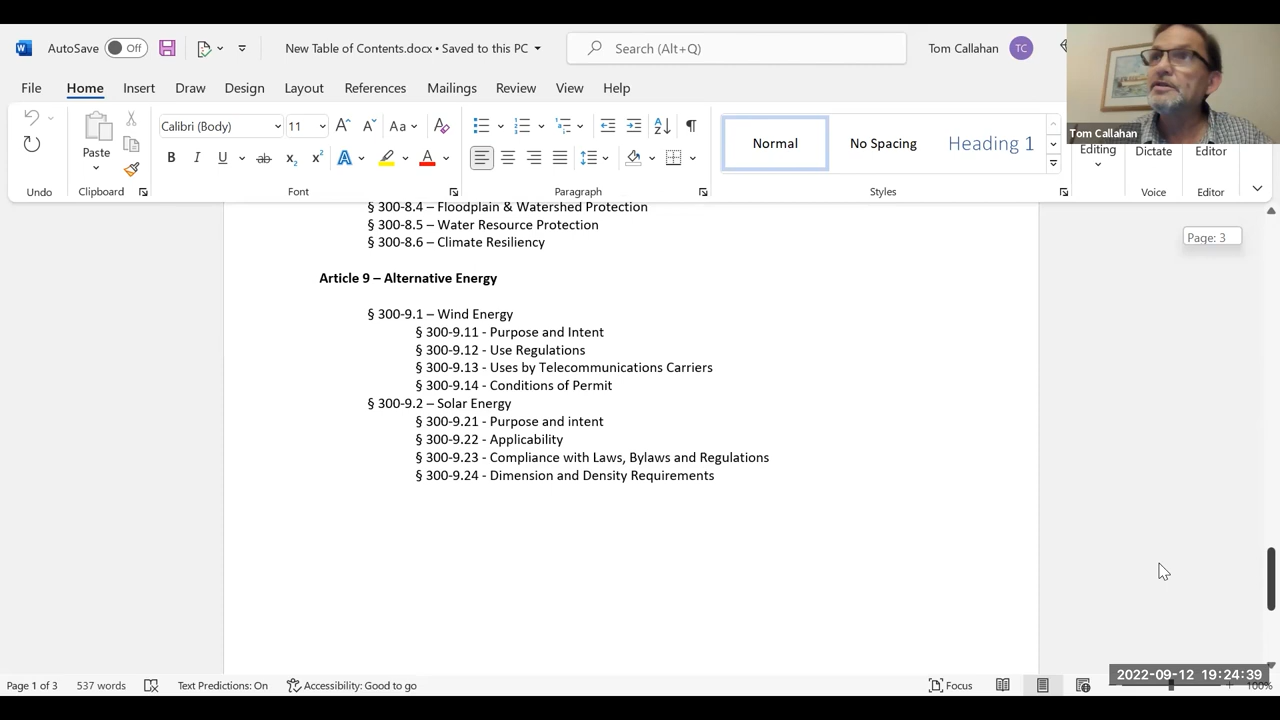 AutoSave Off New Table of Contents.docx • Saved to this PC Search (Alt+Q) Tom Callahan TC
File Home Insert Draw Design Layout References Mailings Review View Help
Calibri (Body) 11 Aa
Paste
Normal No Spacing Heading 1
Tom Callahan
Editing Dictate Editor
Undo Clipboard Font Paragraph Styles Voice Editor
§ 300-8.4 – Floodplain & Watershed Protection
§ 300-8.5 – Water Resource Protection
§ 300-8.6 – Climate Resiliency
Page: 3
Article 9 – Alternative Energy
§ 300-9.1 – Wind Energy
§ 300-9.11 - Purpose and Intent
§ 300-9.12 - Use Regulations
§ 300-9.13 - Uses by Telecommunications Carriers
§ 300-9.14 - Conditions of Permit
§ 300-9.2 – Solar Energy
§ 300-9.21 - Purpose and intent
§ 300-9.22 - Applicability
§ 300-9.23 - Compliance with Laws, Bylaws and Regulations
§ 300-9.24 - Dimension and Density Requirements
2022-09-12 19:24:39
Page 1 of 3 537 words Text Predictions: On Accessibility: Good to go Focus 100%